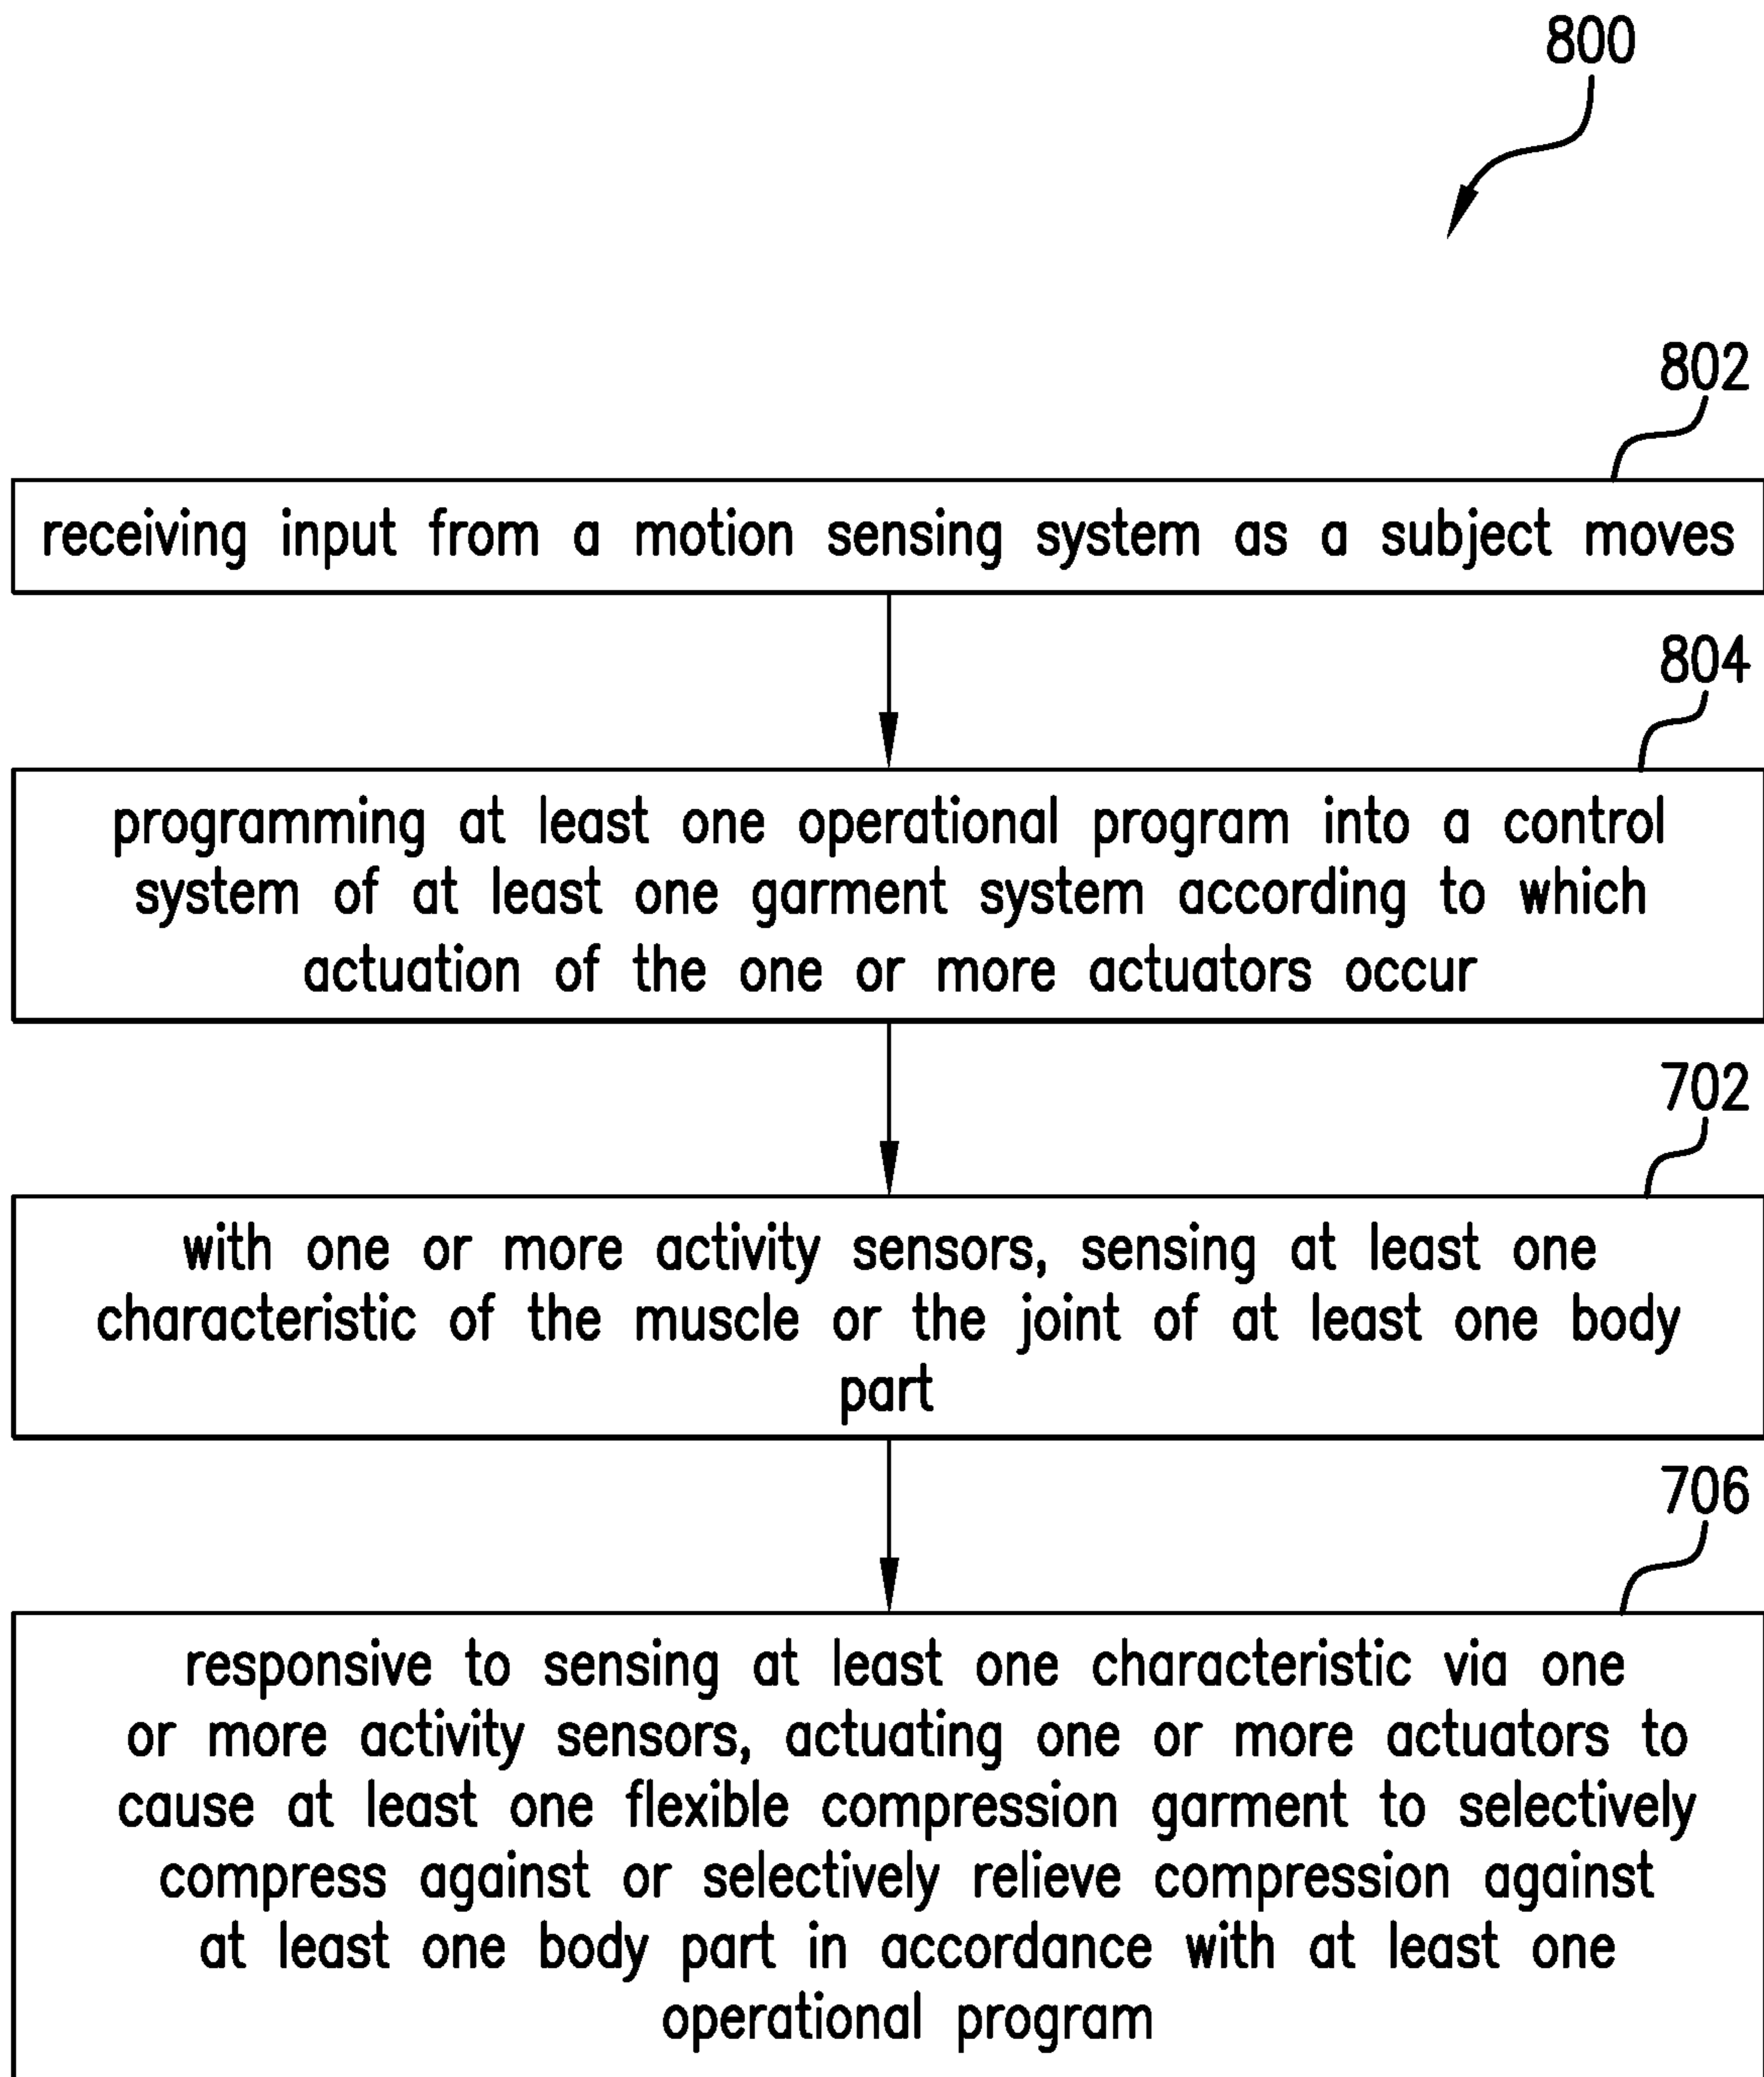 800
802
receiving input from a motion sensing system as a subject moves
804
programming at least one operational program into a control
system of at least one garment system according to which
actuation of the one or more actuators occur
702
with one or more activity sensors, sensing at least one
characteristic of the muscle or the joint of at least one body
part
706
responsive to sensing at least one characteristic via one
or more activity sensors, actuating one or more actuators to
cause at least one flexible compression garment to selectively
compress against or selectively relieve compression against
at least one body part in accordance with at least one
operational program